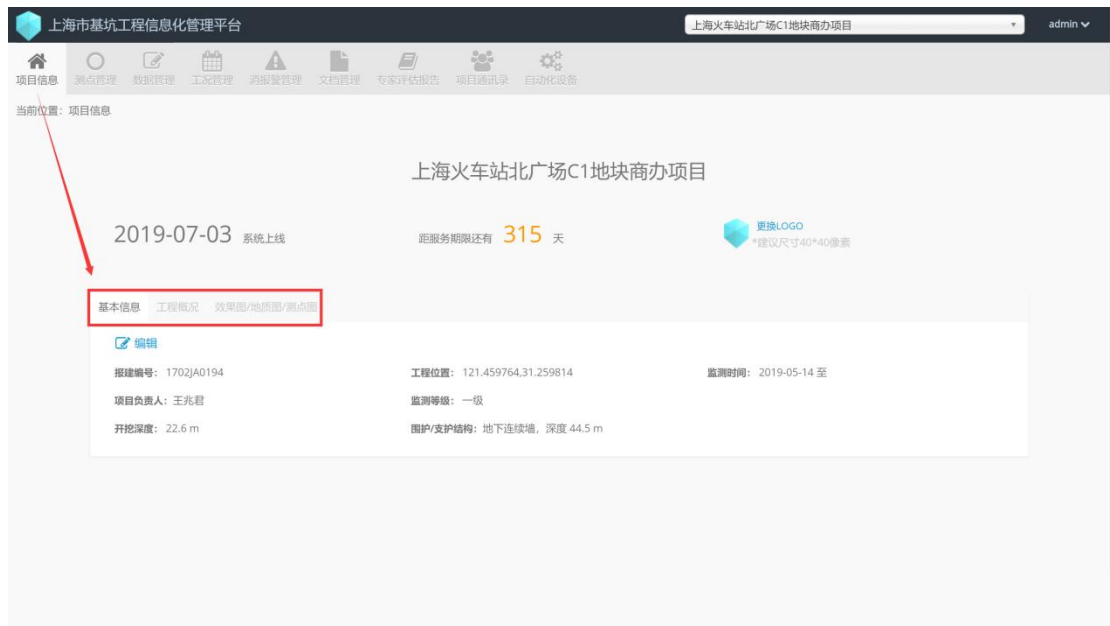 上海市基坑工程信息化管理平台 上海火车站北广场C1地块商办项目 admin
项目信息 测点管理 数据管理 工况管理 消报警管理 文档管理 专家评估报告 项目通讯录 自动化设备
当前位置：项目信息
上海火车站北广场C1地块商办项目
2019-07-03 系统上线 距服务期限还有 315 天 更换LOGO
*建议尺寸40*40像素
基本信息 工程概况 效果图/地质图/测点图
编辑
报建编号：1702JA0194 工程位置：121.459764,31.259814 监测时间：2019-05-14 至
项目负责人：王兆君 监测等级：一级
开挖深度：22.6 m 围护/支护结构：地下连续墙，深度 44.5 m